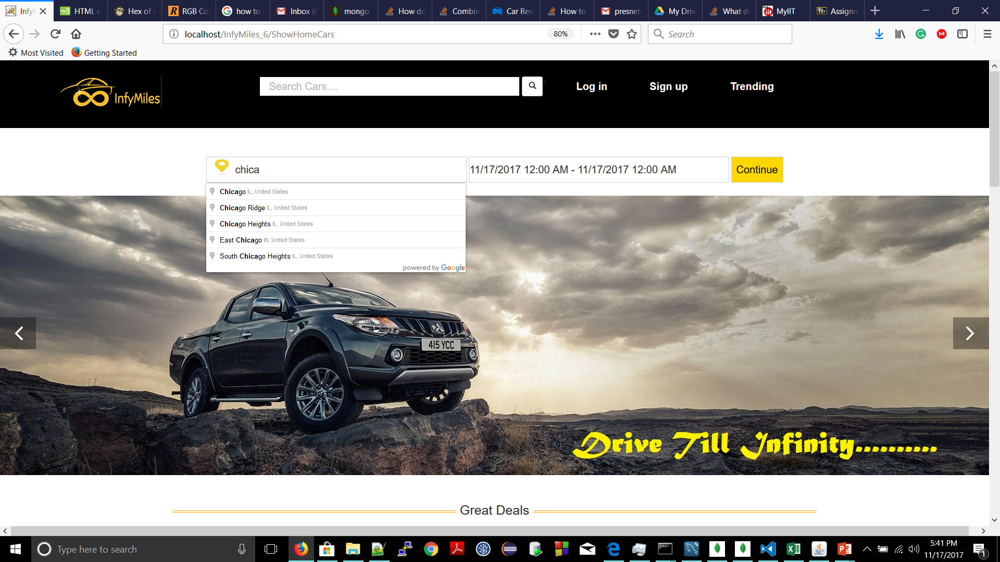 InfyM
HTML o
Hex of t
RGB Col
how to
Inbox (6
mongo
How do
Combin
Car Rev
How to
presnet
My Driv
What d
MyIIT
Assignm
localhost/InfyMiles_6/ShowHomeCars
80%
Search
Most Visited
Getting Started
InfyMiles
Search Cars....
<
Log in
Sign up
Trending
chica
11/17/2017 12:00 AM - 11/17/2017 12:00 AM
Continue
Chicago IL, United States
Chicago Ridge IL, United States
Chicago Heights IL, United States
East Chicago IN, United States
South Chicago Heights IL, United States
powered by Google
415 YCC
Drive Till Infinity..........
Great Deals
Type here to search
5:41 PM
11/17/2017
1